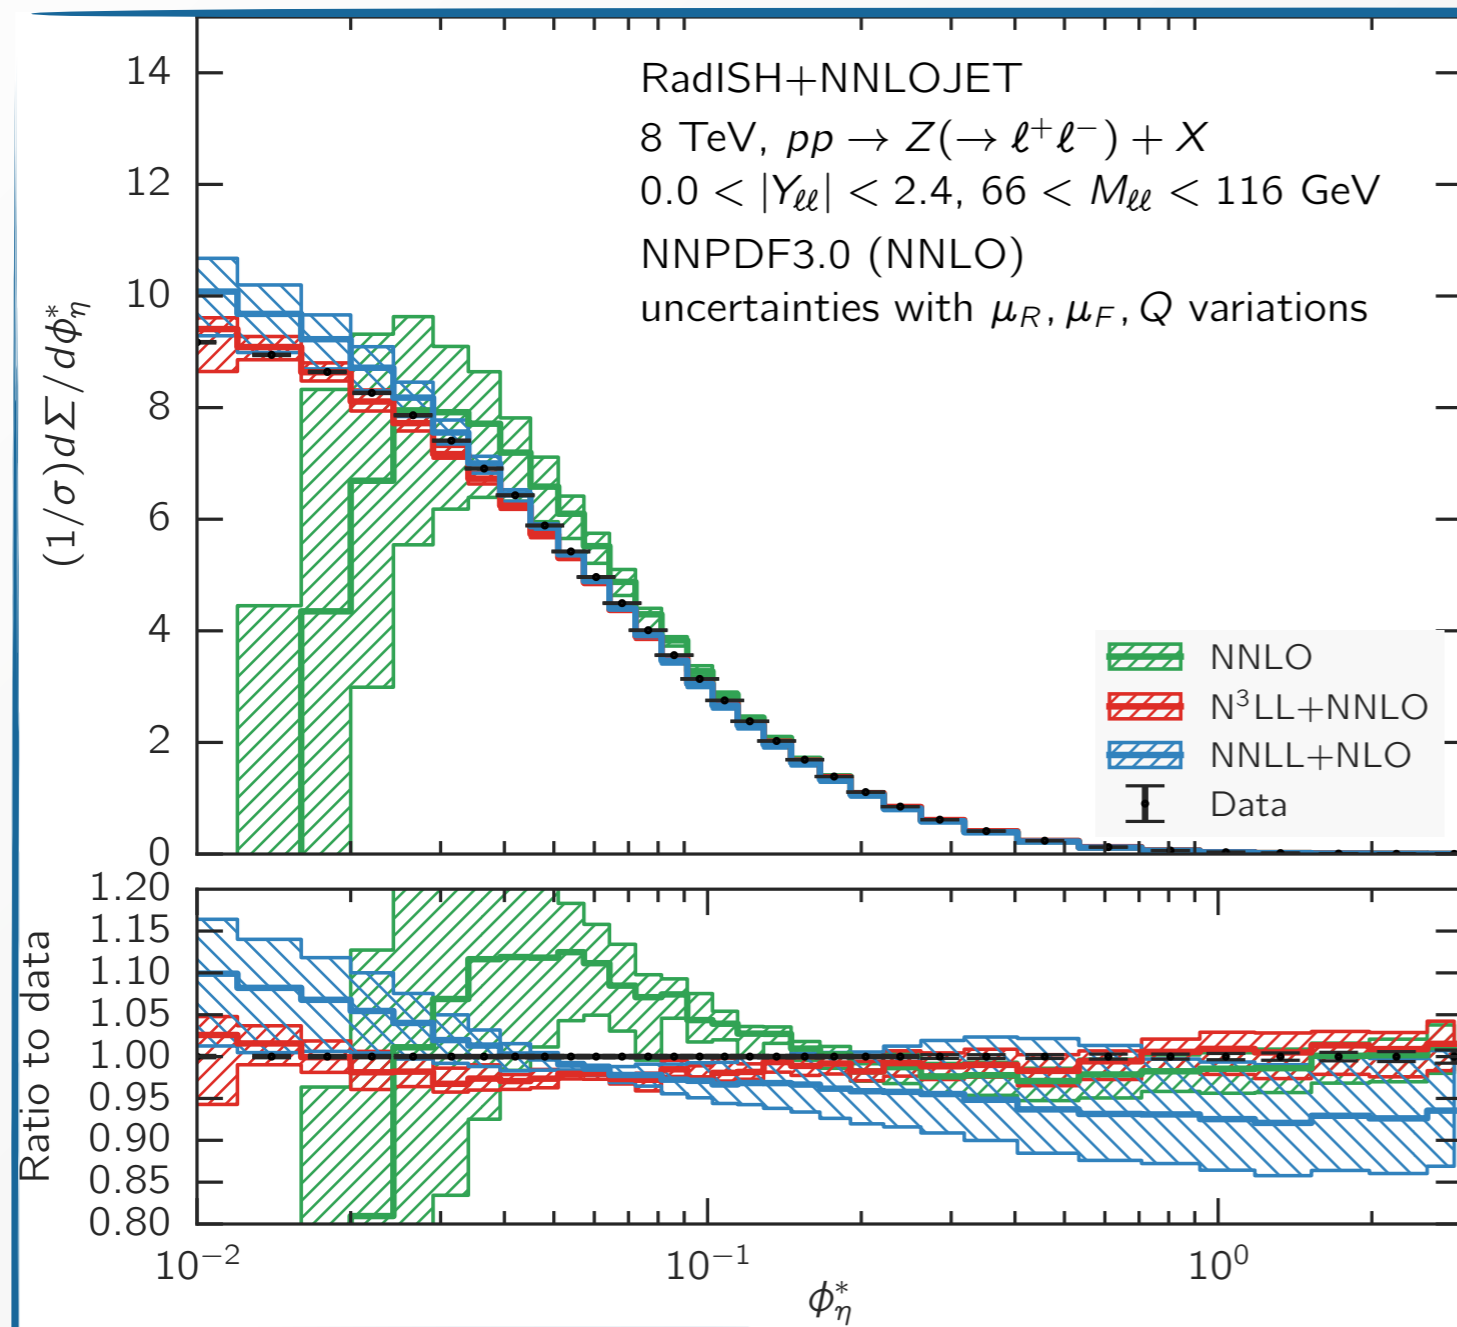 14
12
10
8
6
4
2
0
(1/σ)dΣ/dϕ*η
RadISH+NNLOJET
8 TeV, pp → Z(→ ℓ⁺ℓ⁻) + X
0.0 < |Yℓℓ| < 2.4, 66 < Mℓℓ < 116 GeV
NNPDF3.0 (NNLO)
uncertainties with μR, μF, Q variations
NNLO
N³LL+NNLO
NNLL+NLO
Data
1.20
1.15
1.10
1.05
1.00
0.95
0.90
0.85
0.80
Ratio to data
10⁻² 10⁻¹ 10⁰
ϕ*η